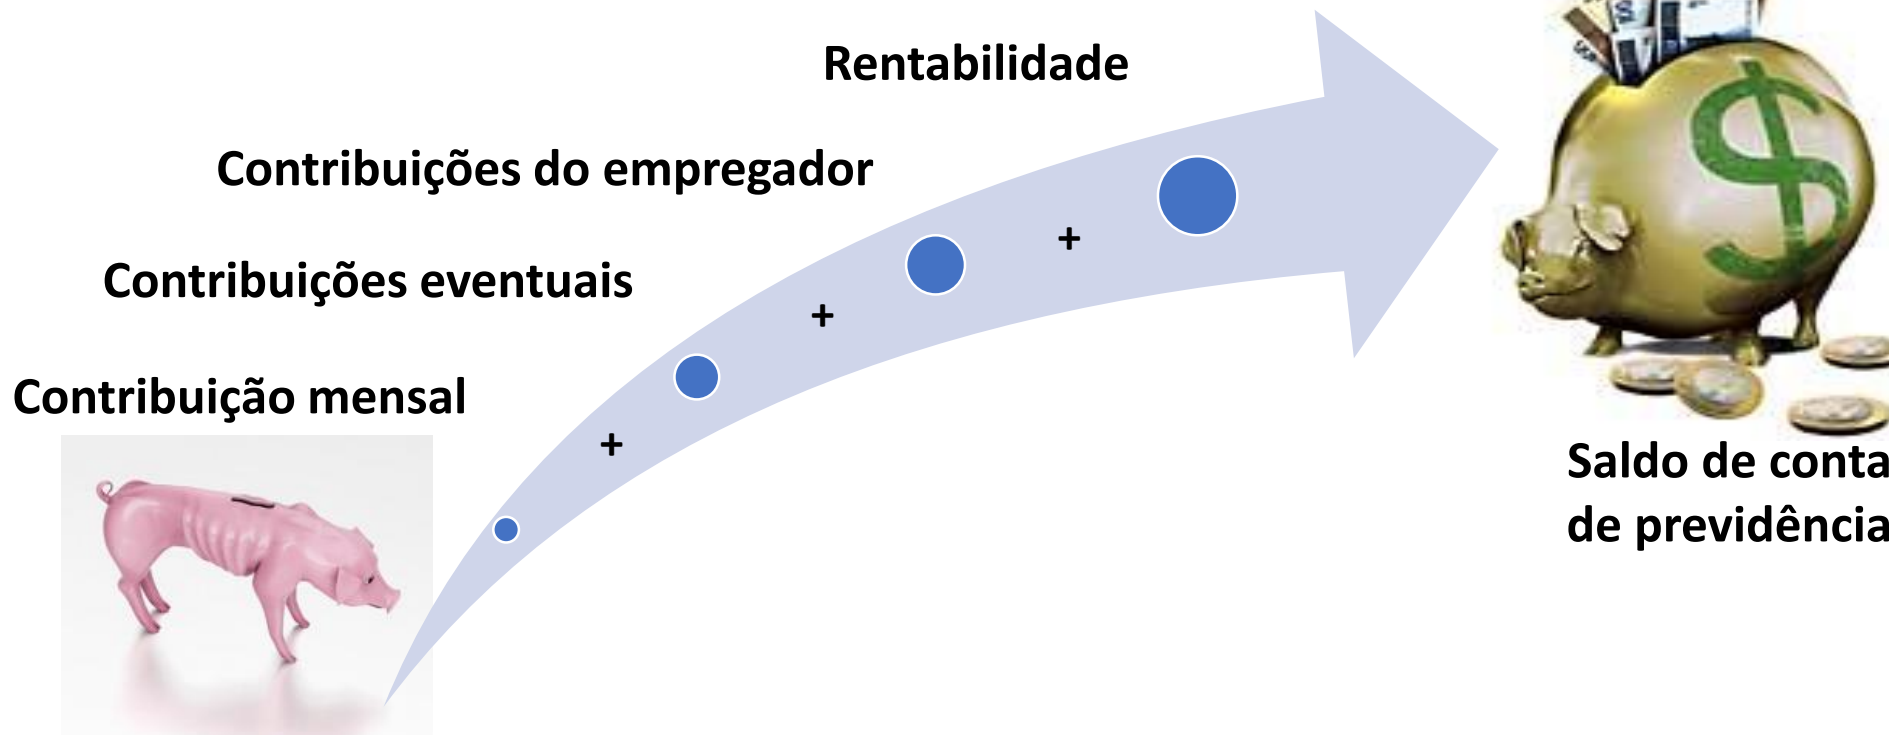 Rentabilidade
Contribuições do empregador
+
Contribuições eventuais
+
Contribuição mensal
+
Saldo de conta
de previdência
$